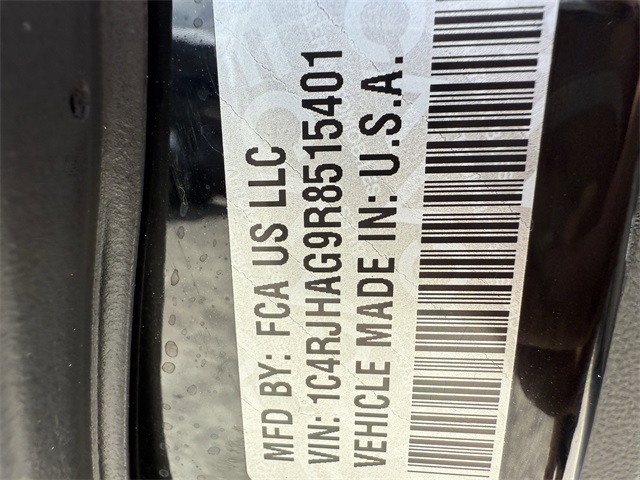 MFD BY: FCA US LLC
VIN: 1C4RJHAG9R8515401
VEHICLE MADE IN: U.S.A.